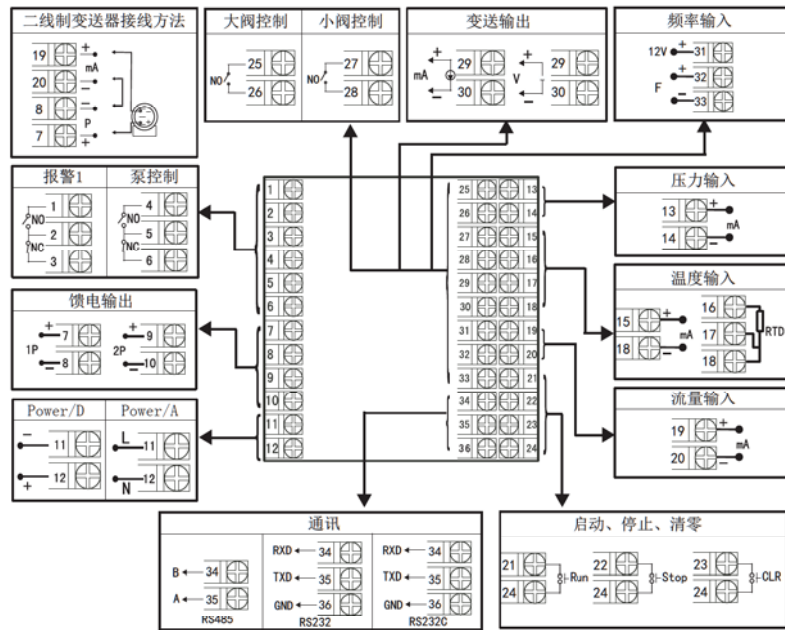 二线制变送器接线方法
19 + mA
20 −
8 − P
7 +
大阀控制 小阀控制
NO 25 NO 27
26 28
变送输出
+ mA − 29 + V − 29
30 30
频率输入
12V + 31
F + 32
− 33
报警1 泵控制
NO 1 NO 4
NC 2 NC 5
3 6
馈电输出
1P + 7 2P + 9
− 8 − 10
Power/D Power/A
− 11 L 11
+ 12 N 12
1 25 13
2 26 14
3 27 15
4 28 16
5 29 17
6 30 18
7 31 19
8 32 20
9 33 21
10 34 22
11 35 23
12 36 24
压力输入
13 + mA
14 −
温度输入
15 + mA 16
18 − 17 RTD
18
流量输入
19 + mA
20 −
通讯
RXD 34 RXD 34
B 34 TXD 35 TXD 35
A 35 GND 36 GND 36
RS485 RS232 RS232C
启动、停止、清零
21 Run 22 Stop 23 CLR
24 24 24